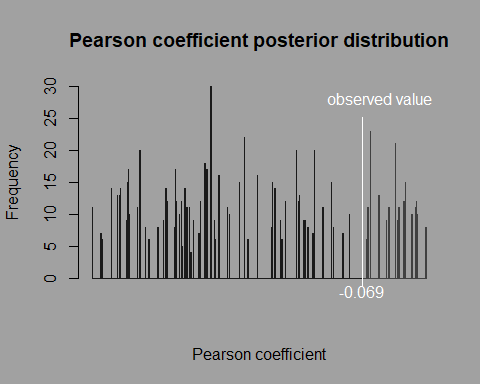 Pearson coefficient posterior distribution
observed value
30
25
20
15
10
5
0
Frequency
-0.069
Pearson coefficient